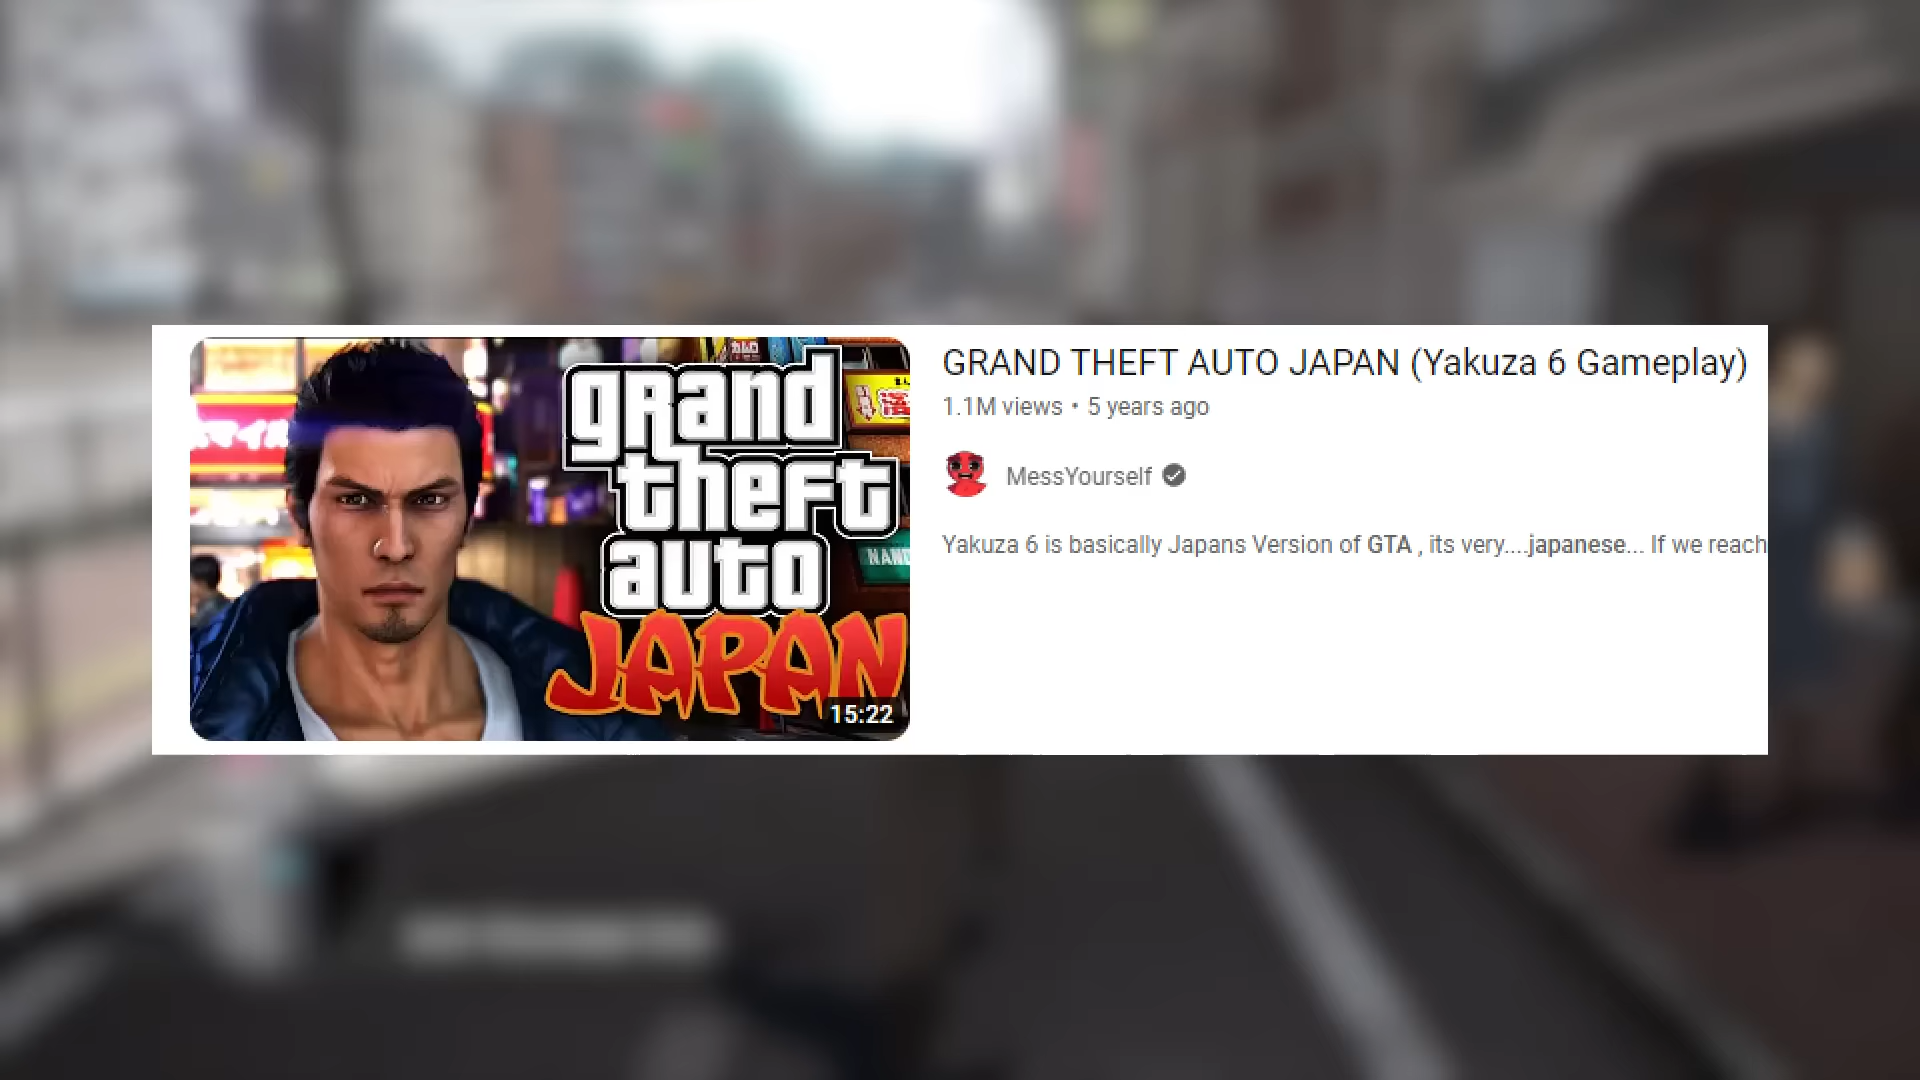 grand
theft
auto
JAPAN
15:22
GRAND THEFT AUTO JAPAN (Yakuza 6 Gameplay)
1.1M views • 5 years ago
MessYourself
Yakuza 6 is basically Japans Version of GTA , its very....japanese... If we reach